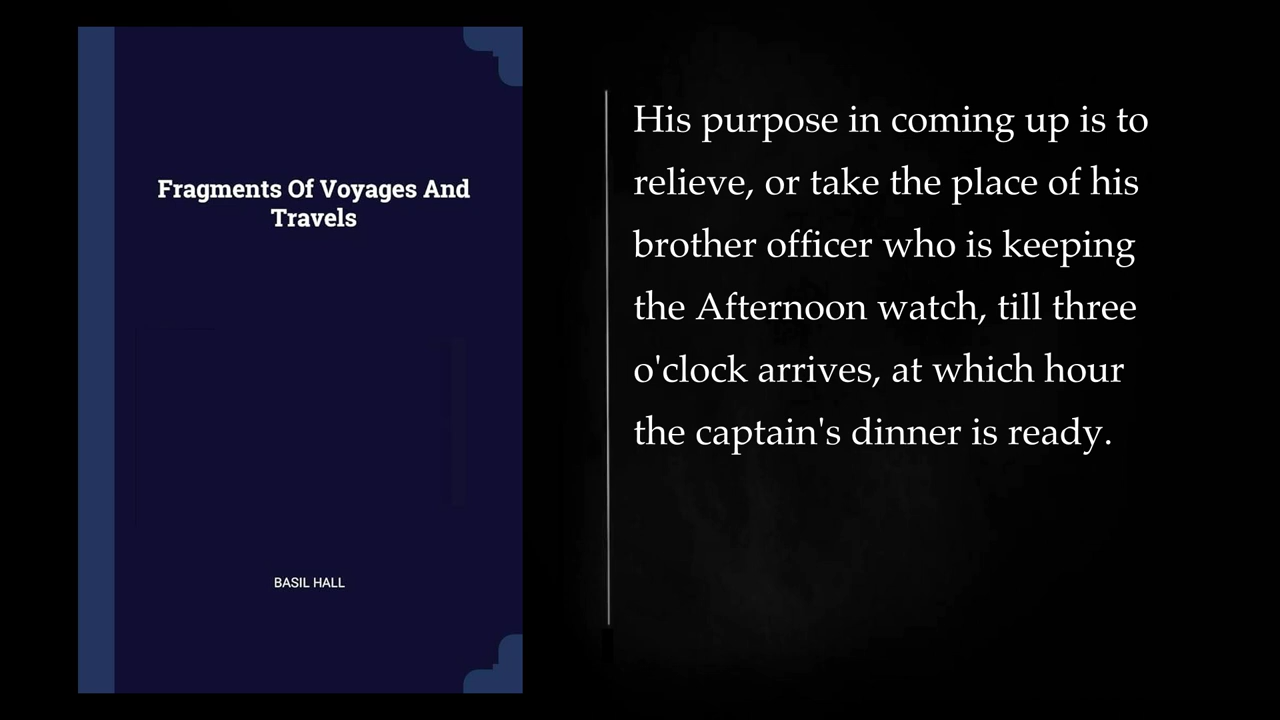 Fragments Of Voyages And
Travels
BASIL HALL
His purpose in coming up is to
relieve, or take the place of his
brother officer who is keeping
the Afternoon watch, till three
o'clock arrives, at which hour
the captain's dinner is ready.